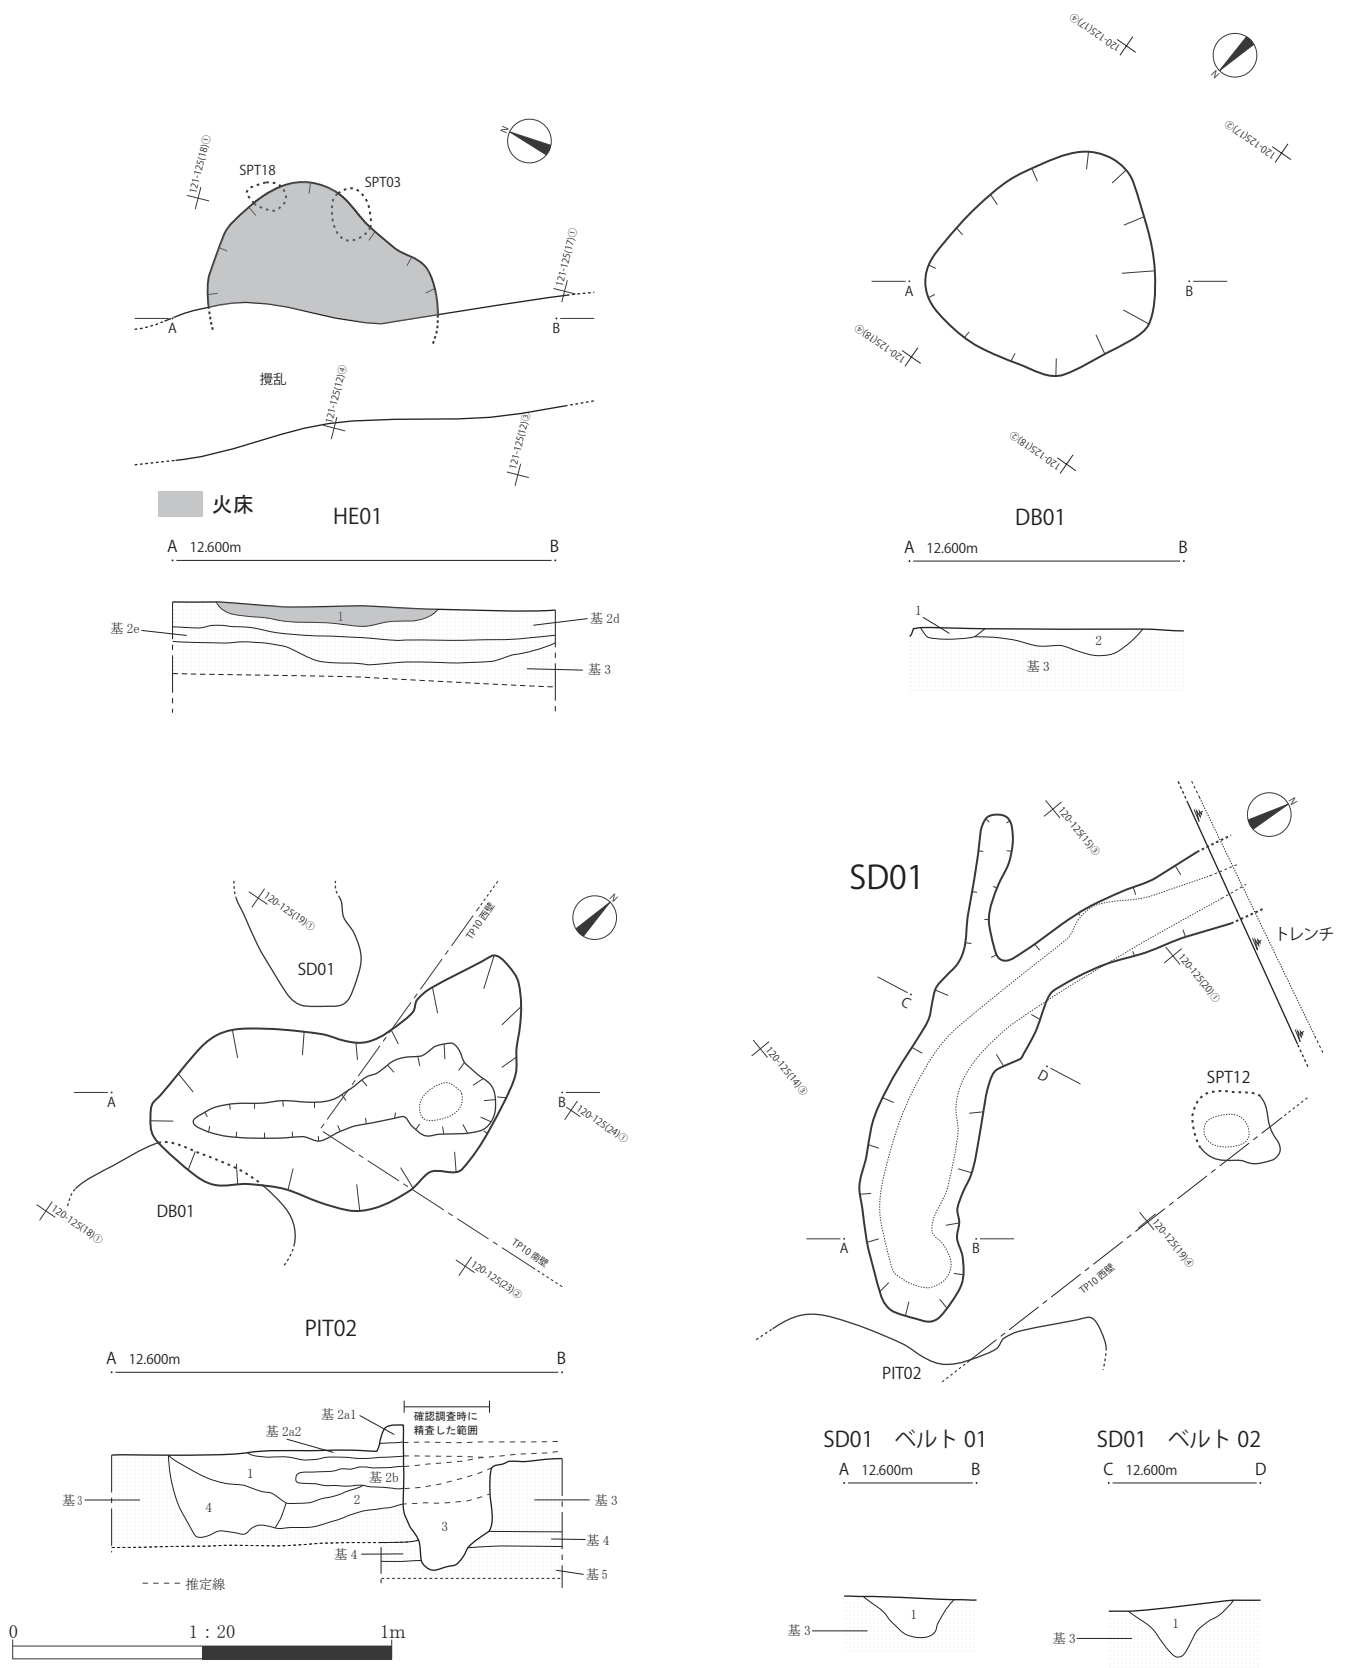 121-125(18)①
SPT18
SPT03
N
121-125(17)①
A
B
攪乱
121-125(12)④
121-125(12)③
火床
HE01
A 12.600m B
1
基 2e
基 2d
基 3
120-125(17)④
N
120-125(17)②
A
B
120-125(18)④
120-125(18)②
DB01
A 12.600m B
1
2
基 3
120-125(19)①
TP10 西壁
N
SD01
A
B
120-125(24)①
DB01
120-125(18)①
TP10 南壁
120-125(23)②
PIT02
A 12.600m B
基 2a1
確認調査時に
精査した範囲
基 2a2
1
基 2b
基 3
4
2
3
基 3
基 4
基 4
基 5
推定線
0 1 : 20 1m
SD01
120-125(15)③
N
トレンチ
120-125(20)①
C
120-125(14)③
D
SPT12
A
B
120-125(19)④
TP10 西壁
PIT02
SD01 ベルト 01
A 12.600m B
1
基 3
SD01 ベルト 02
C 12.600m D
1
基 3